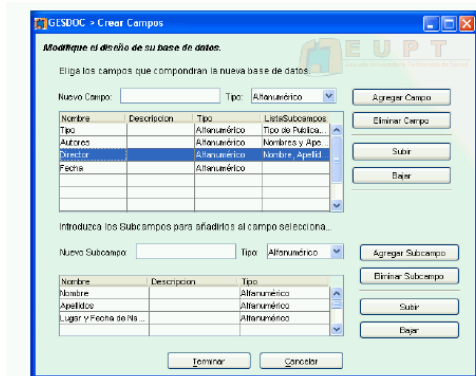 GESDOC > Crear Campos
Modifique el diseño de su base de datos.
EUPT
Elija los campos que compondran la nueva base de datos
Nuevo Campo: Tipo: Alfanumérico Agregar Campo
Nombre Descripcion Tipo ListaSubcampos Eliminar Campo
Tipo Alfanumérico Tipo de Publica...
Autores Alfanumérico Nombres y Ape...
Director Alfanumérico Nombre, Apellid... Subir
Fecha Alfanumérico
Bajar
Introduzca los Subcampos para añadirlos al campo selecciona...
Nuevo Subcampo: Tipo: Alfanumérico Agregar Subcampo
Eliminar Subcampo
Nombre Descripcion Tipo
Nombre Alfanumérico
Apellidos Alfanumérico Subir
Lugar y Fecha de Na... Alfanumérico
Bajar
Terminar Cancelar